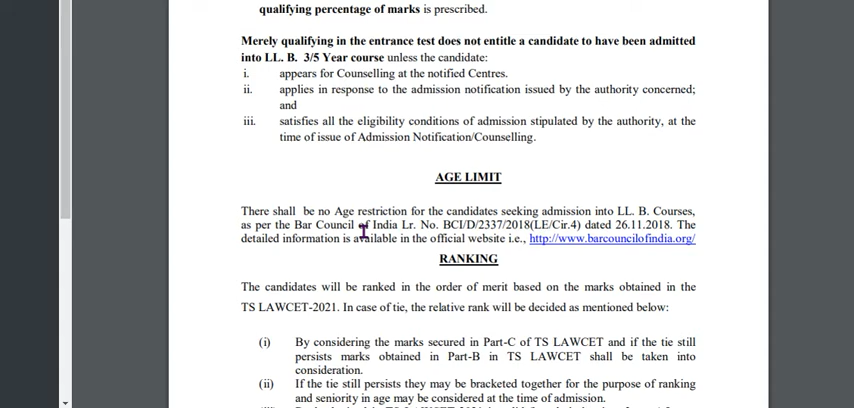 qualifying percentage of marks is prescribed.
Merely qualifying in the entrance test does not entitle a candidate to have been admitted
into LL. B. 3/5 Year course unless the candidate:
i. appears for Counselling at the notified Centres.
ii. applies in response to the admission notification issued by the authority concerned;
and
iii. satisfies all the eligibility conditions of admission stipulated by the authority, at the
time of issue of Admission Notification/Counselling.
AGE LIMIT
There shall be no Age restriction for the candidates seeking admission into LL. B. Courses,
as per the Bar Council of India Lr. No. BCI/D/2337/2018(LE/Cir.4) dated 26.11.2018. The
detailed information is available in the official website i.e., http://www.barcouncilofindia.org/
RANKING
The candidates will be ranked in the order of merit based on the marks obtained in the
TS LAWCET-2021. In case of tie, the relative rank will be decided as mentioned below:
(i) By considering the marks secured in Part-C of TS LAWCET and if the tie still
persists marks obtained in Part-B in TS LAWCET shall be taken into
consideration.
(ii) If the tie still persists they may be bracketed together for the purpose of ranking
and seniority in age may be considered at the time of admission.